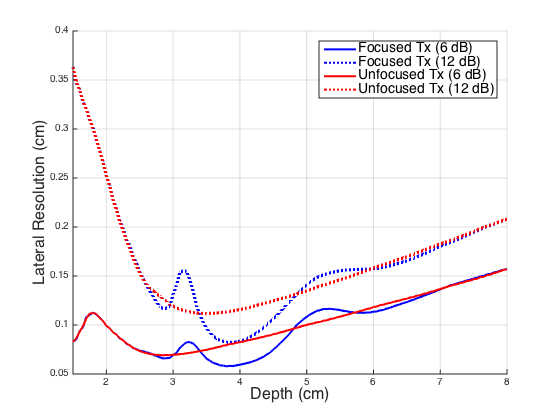 0.4
0.35
0.3
0.25
0.2
0.15
0.1
0.05
Lateral Resolution (cm)
Focused Tx (6 dB)
Focused Tx (12 dB)
Unfocused Tx (6 dB)
Unfocused Tx (12 dB)
2 3 4 5 6 7 8
Depth (cm)